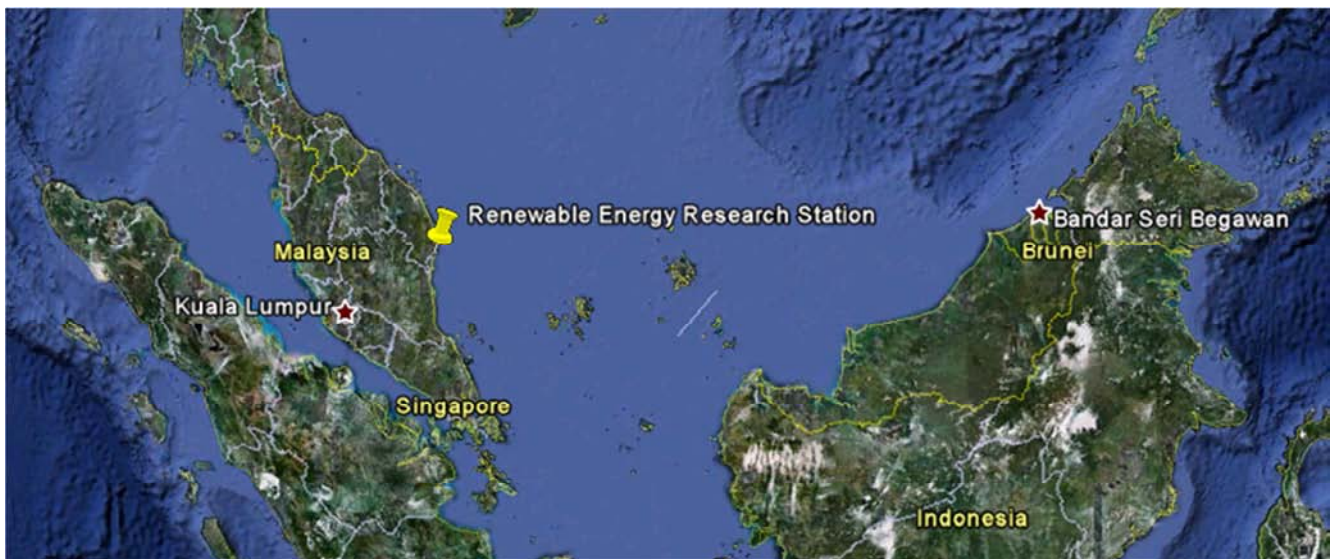 Renewable Energy Research Station
Bandar Seri Begawan
Malaysia
Brunei
Kuala Lumpur
Singapore
Indonesia